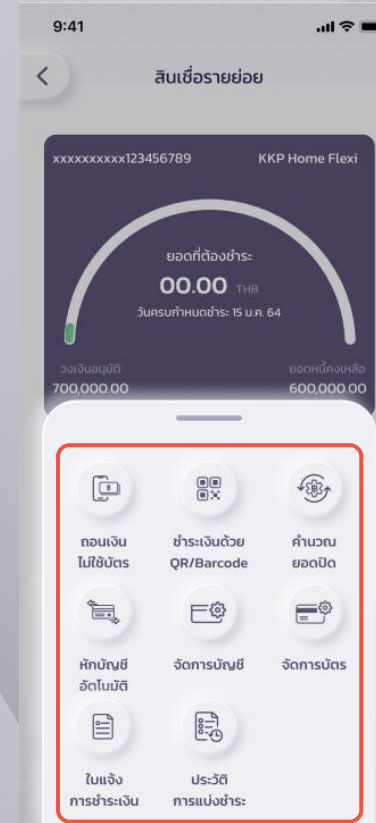 9:41
สินเชื่อรายย่อย
xxxxxxxxxx123456789 KKP Home Flexi
ยอดที่ต้องชำระ
00.00 THB
วันครบกำหนดชำระ 15 ม.ค. 64
วงเงินอนุมัติ ยอดหนี้คงเหลือ
700,000.00 600,000.00
ถอนเงิน ชำระเงินด้วย คำนวณ
ไม่ใช้บัตร QR/Barcode ยอดปิด
หักบัญชี จัดการบัญชี จัดการบัตร
อัตโนมัติ
ใบแจ้ง ประวัติ
การชำระเงิน การแบ่งชำระ